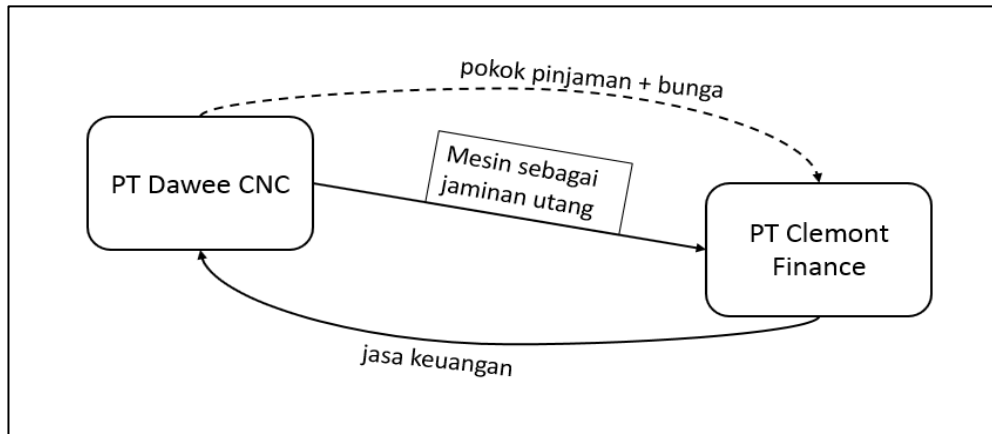 pokok pinjaman + bunga
PT Dawee CNC
Mesin sebagai
jaminan utang
PT Clemont
Finance
jasa keuangan